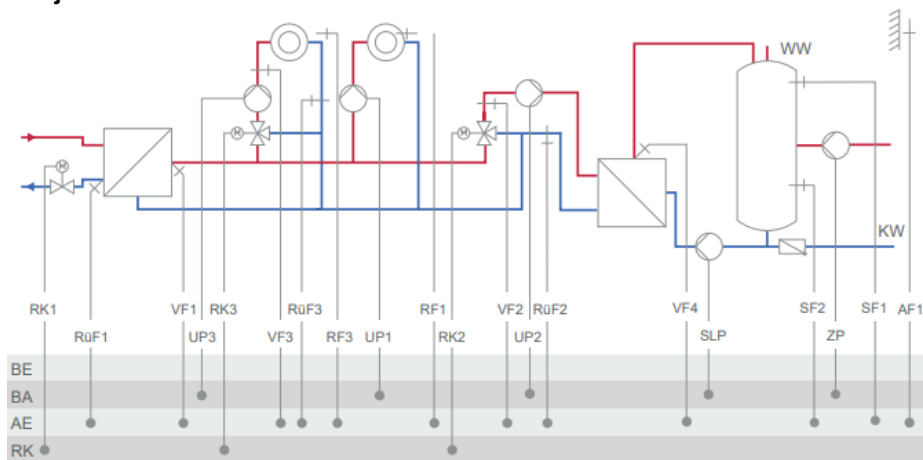 WW
M
M
M
KW
RK1 VF1 RK3 RüF3 RF1 VF2 RüF2 VF4 SF2 SF1 AF1
RüF1 UP3 VF3 RF3 UP1 RK2 UP2 SLP ZP
BE
BA
AE
RK